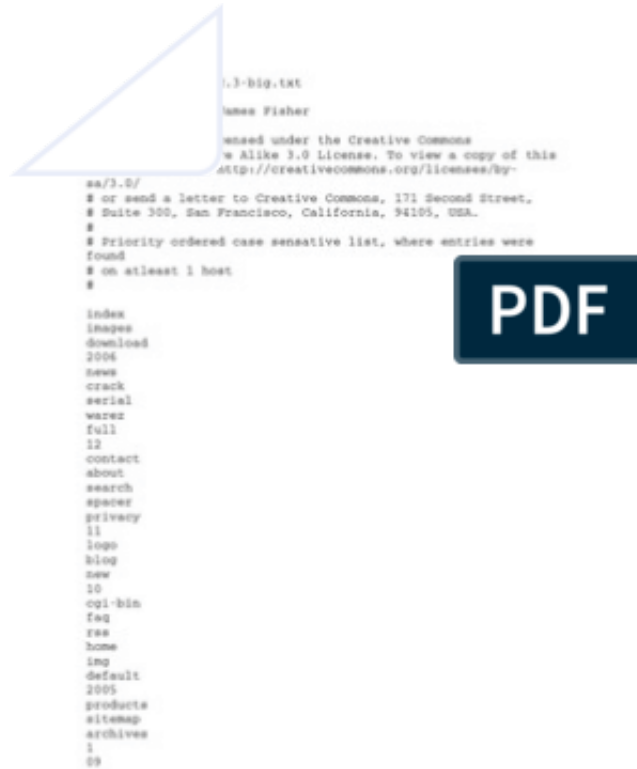 .3-big.txt
James Fisher
ensed under the Creative Commons
e Alike 3.0 License. To view a copy of this
http://creativecommons.org/licenses/by-
sa/3.0/
# or send a letter to Creative Commons, 171 Second Street,
# Suite 300, San Francisco, California, 94105, USA.
#
# Priority ordered case sensative list, where entries were
found
# on atleast 1 host
#
PDF
index
images
download
2006
news
crack
serial
warez
full
12
contact
about
search
spacer
privacy
11
logo
blog
new
10
cgi-bin
faq
rss
home
img
default
2005
products
sitemap
archives
1
09